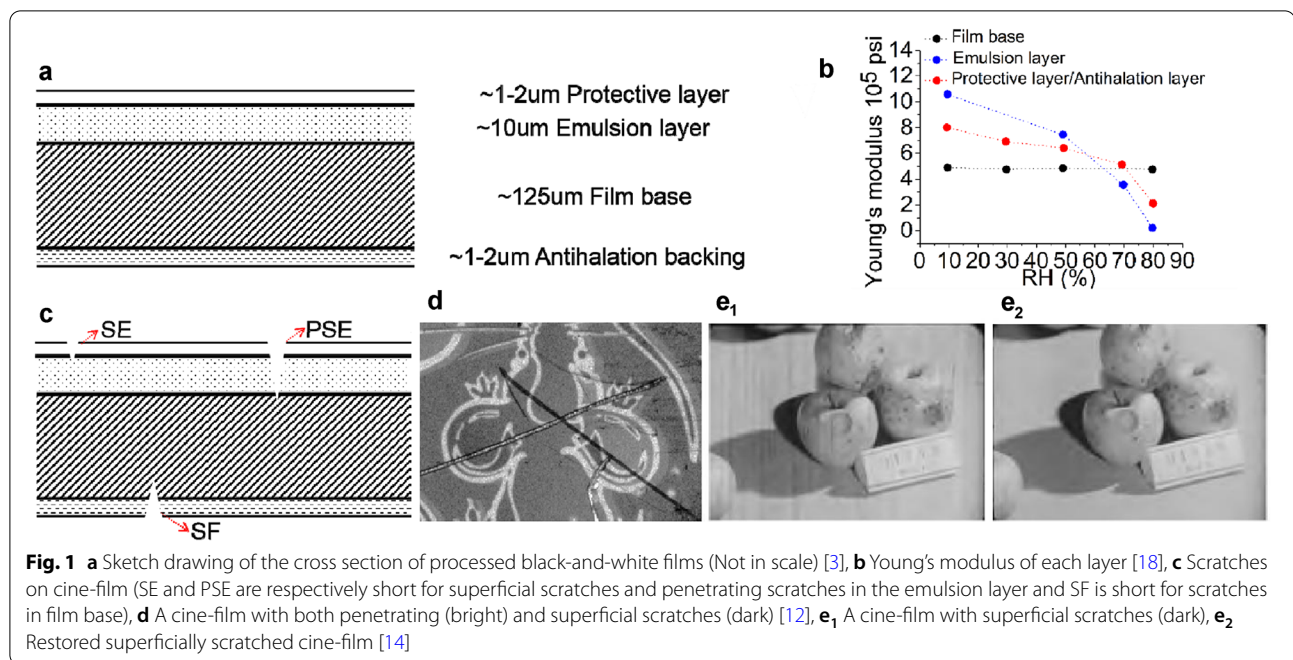 a
~1-2um Protective layer
~10um Emulsion layer
~125um Film base
~1-2um Antihalation backing
b
Film base
Emulsion layer
Protective layer/Antihalation layer
Young's modulus 10⁵ psi
14
12
10
8
6
4
2
0
0 10 20 30 40 50 60 70 80 90
RH (%)
c
SE
PSE
SF
d
e₁
e₂
Fig. 1 a Sketch drawing of the cross section of processed black-and-white films (Not in scale) [3], b Young's modulus of each layer [18], c Scratches
on cine-film (SE and PSE are respectively short for superficial scratches and penetrating scratches in the emulsion layer and SF is short for scratches
in film base), d A cine-film with both penetrating (bright) and superficial scratches (dark) [12], e₁ A cine-film with superficial scratches (dark), e₂
Restored superficially scratched cine-film [14]